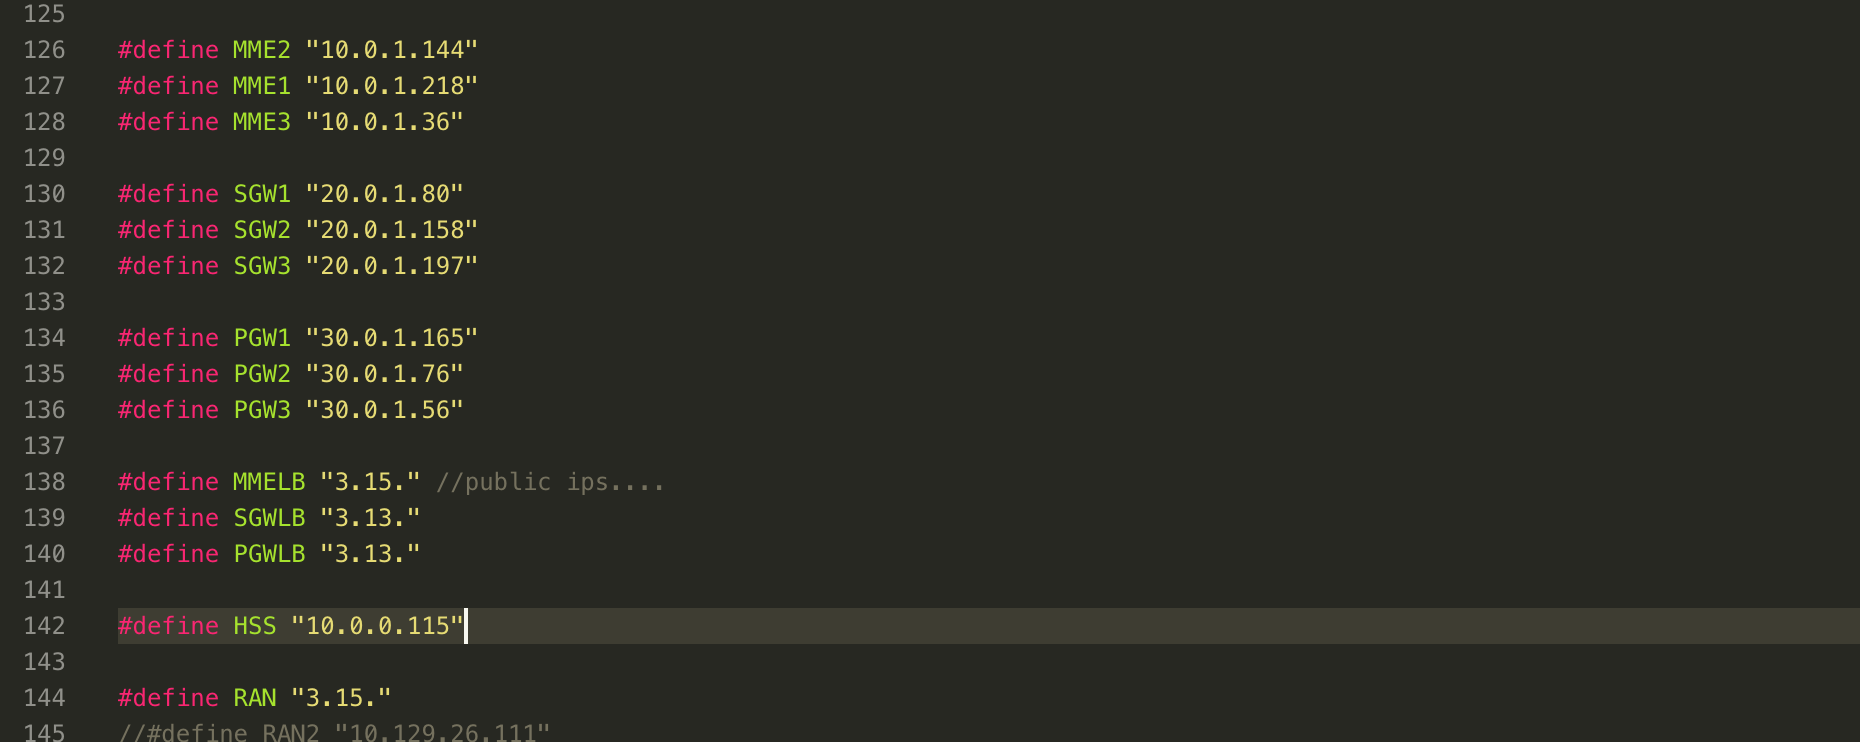 125
126 #define MME2 "10.0.1.144"
127 #define MME1 "10.0.1.218"
128 #define MME3 "10.0.1.36"
129
130 #define SGW1 "20.0.1.80"
131 #define SGW2 "20.0.1.158"
132 #define SGW3 "20.0.1.197"
133
134 #define PGW1 "30.0.1.165"
135 #define PGW2 "30.0.1.76"
136 #define PGW3 "30.0.1.56"
137
138 #define MMELB "3.15." //public ips....
139 #define SGWLB "3.13."
140 #define PGWLB "3.13."
141
142 #define HSS "10.0.0.115"
143
144 #define RAN "3.15."
145 //#define RAN2 "10.129.26.111"